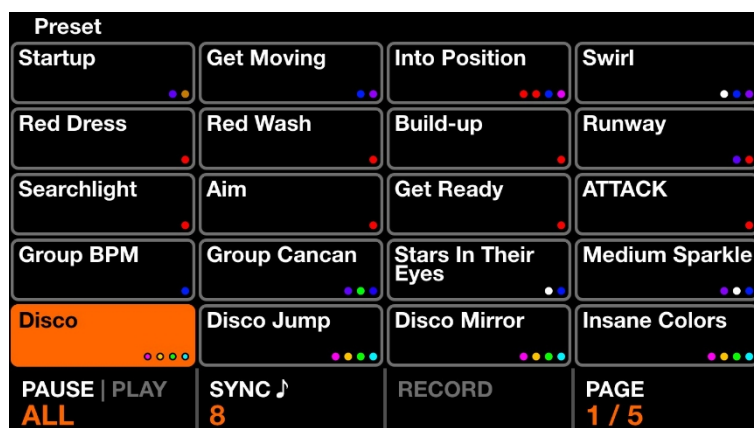 Preset
Startup
Get Moving
Into Position
Swirl
Red Dress
Red Wash
Build-up
Runway
Searchlight
Aim
Get Ready
ATTACK
Group BPM
Group Cancan
Stars In Their
Eyes
Medium Sparkle
Disco
Disco Jump
Disco Mirror
Insane Colors
PAUSE | PLAY
ALL
SYNC ♪
8
RECORD
PAGE
1 / 5